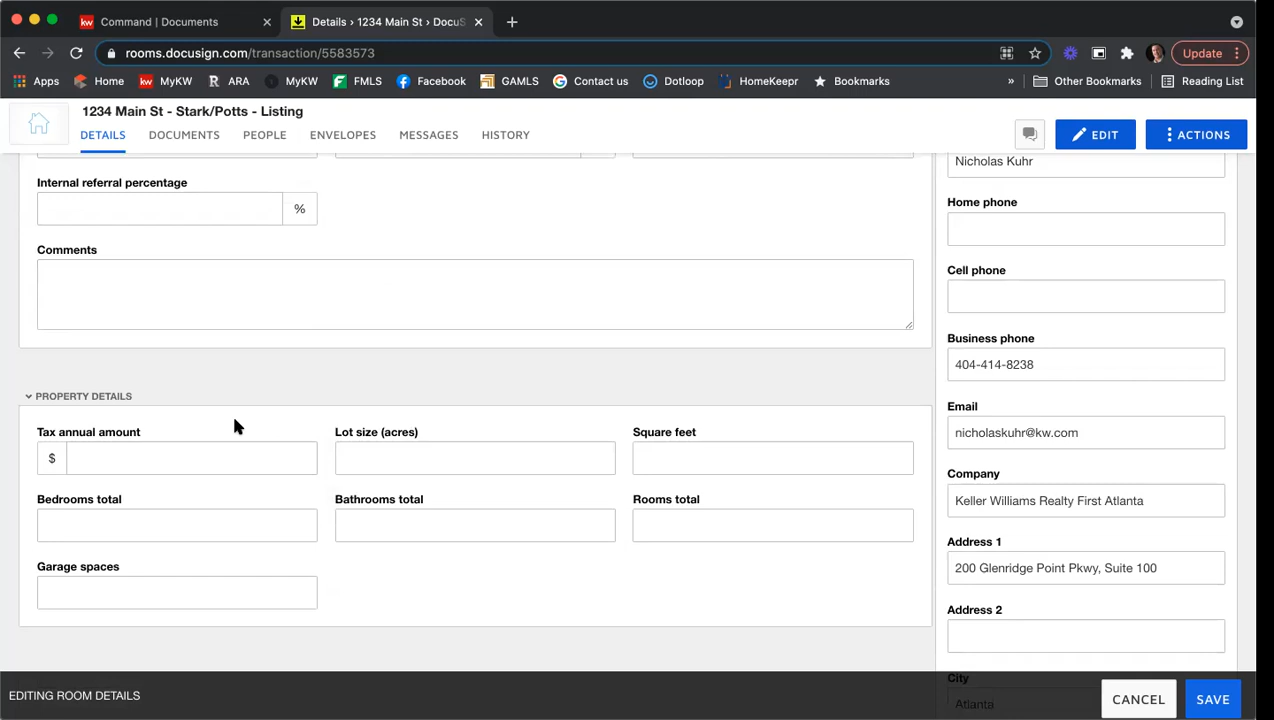 Command | Documents
Details › 1234 Main St › DocuS
rooms.docusign.com/transaction/5583573
Update
Apps
Home
kw MyKW
R ARA
MyKW
FMLS
Facebook
GAMLS
Contact us
Dotloop
HomeKeepr
Bookmarks
»
Other Bookmarks
Reading List
1234 Main St - Stark/Potts - Listing
DETAILS
DOCUMENTS
PEOPLE
ENVELOPES
MESSAGES
HISTORY
EDIT
ACTIONS
Internal referral percentage
%
Comments
PROPERTY DETAILS
Tax annual amount
Lot size (acres)
Square feet
$
Bedrooms total
Bathrooms total
Rooms total
Garage spaces
Nicholas Kuhr
Home phone
Cell phone
Business phone
404-414-8238
Email
nicholaskuhr@kw.com
Company
Keller Williams Realty First Atlanta
Address 1
200 Glenridge Point Pkwy, Suite 100
Address 2
City
Atlanta
EDITING ROOM DETAILS
CANCEL
SAVE